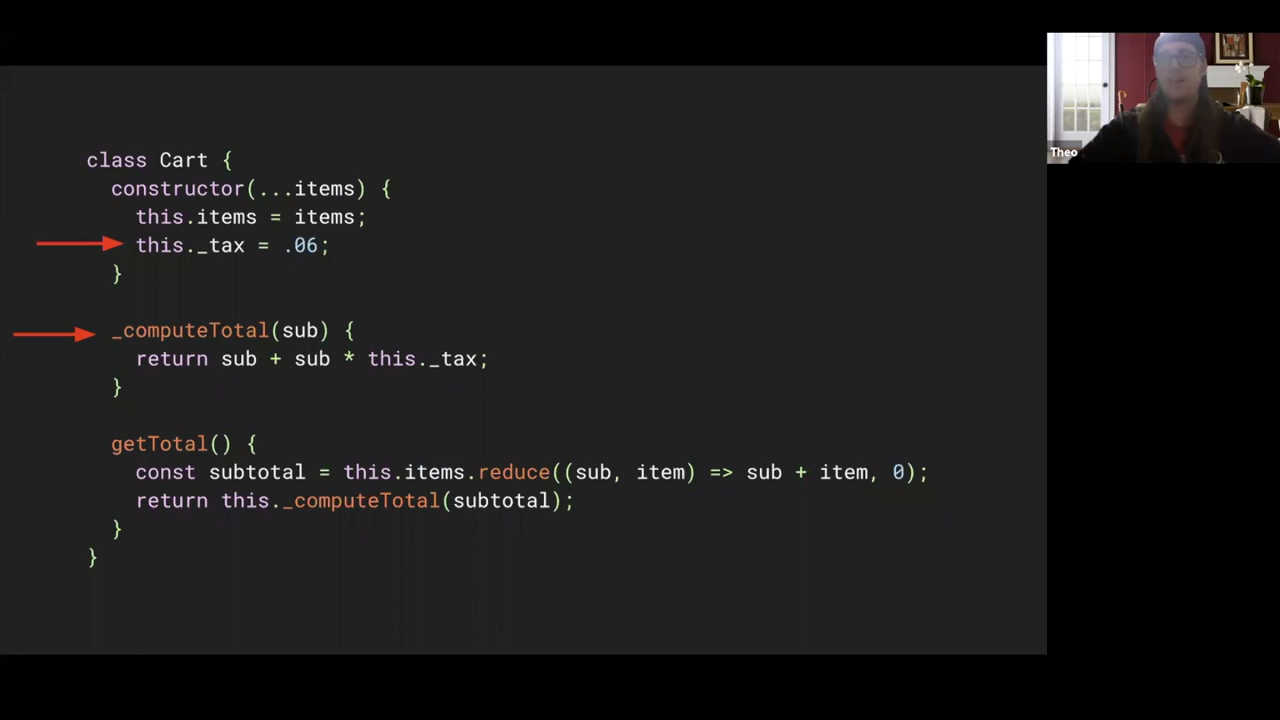 class Cart {
constructor(...items) {
this.items = items;
this._tax = .06;
}
_computeTotal(sub) {
return sub + sub * this._tax;
}
getTotal() {
const subtotal = this.items.reduce((sub, item) => sub + item, 0);
return this._computeTotal(subtotal);
}
}
Theo